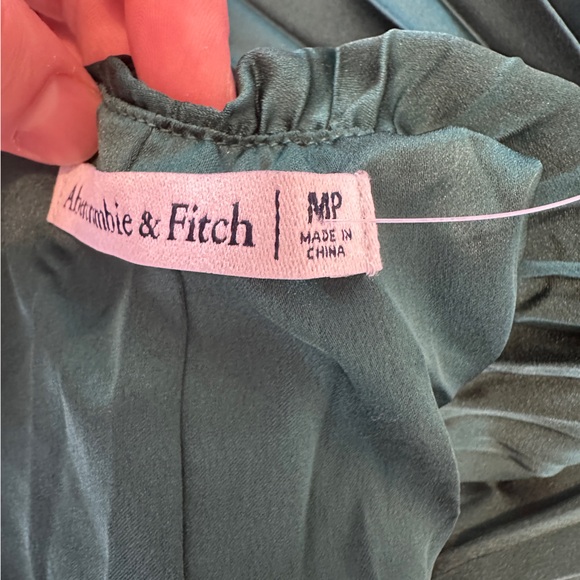 Abercrombie & Fitch
MP
MADE IN
CHINA